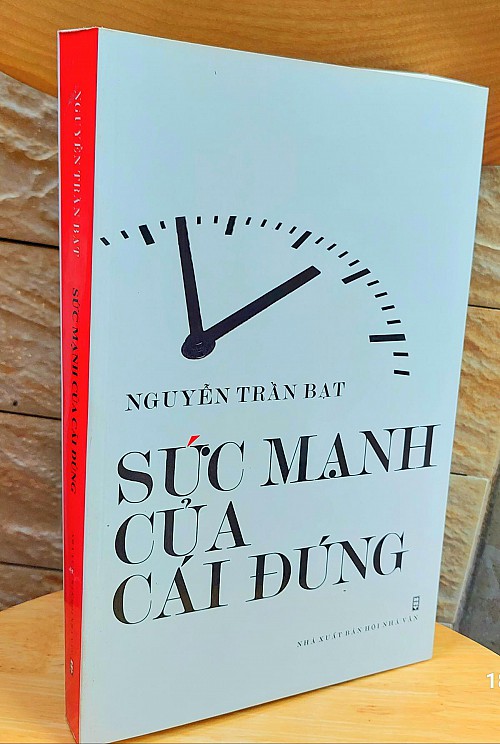 NGUYỄN TRẦN BẠT
SỨC MẠNH CỦA CÁI ĐÚNG
NGUYỄN TRẦN BẠT
SỨC MẠNH
CỦA
CÁI ĐÚNG
NHÀ XUẤT BẢN HỘI NHÀ VĂN